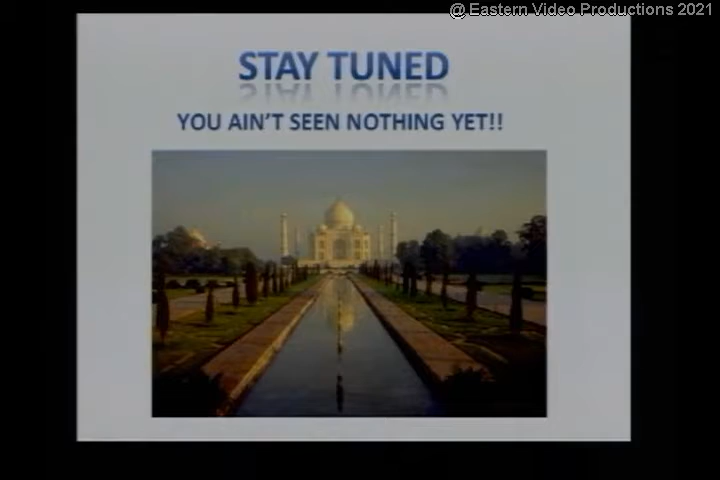 @ Eastern Video Productions 2021
STAY TUNED
YOU AIN'T SEEN NOTHING YET!!